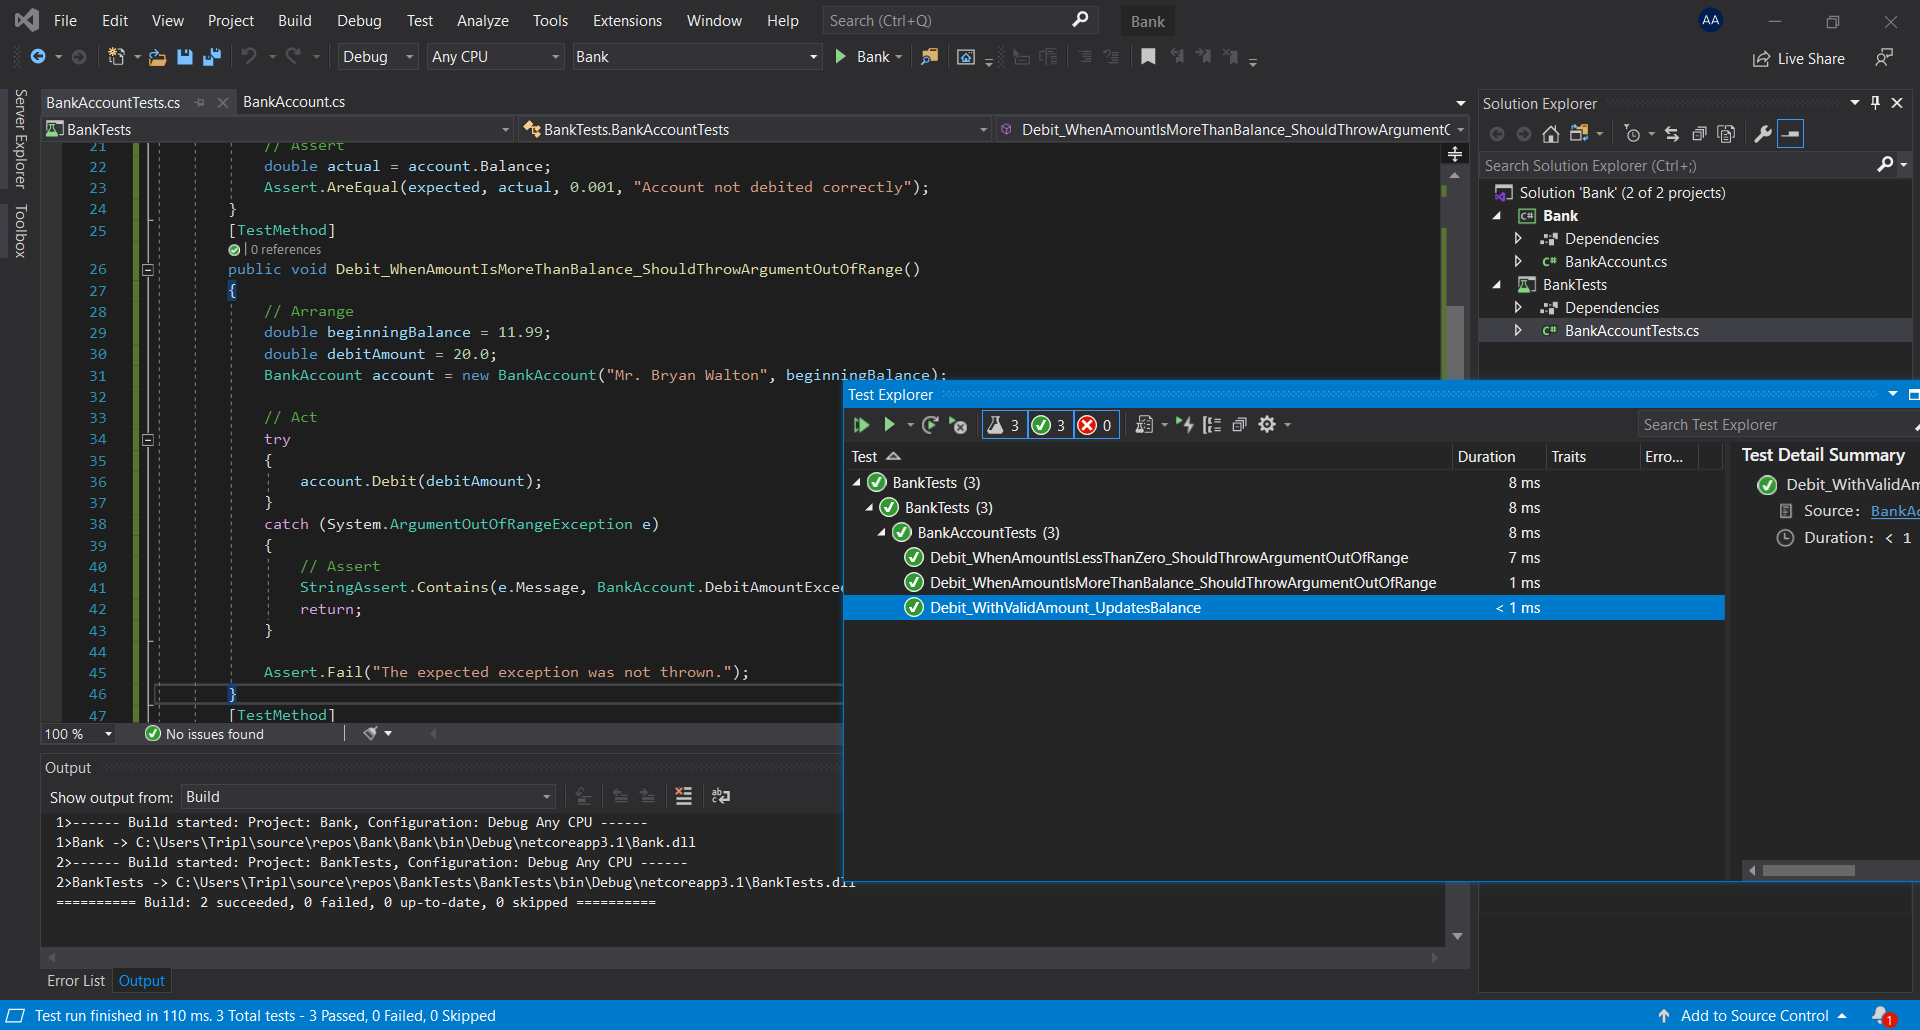 File Edit View Project Build Debug Test Analyze Tools Extensions Window Help Search (Ctrl+Q) Bank AA
Debug Any CPU Bank Bank Live Share
Server Explorer
Toolbox
BankAccountTests.cs BankAccount.cs
BankTests BankTests.BankAccountTests Debit_WhenAmountIsMoreThanBalance_ShouldThrowArgumentC
21 // Assert
22 double actual = account.Balance;
23 Assert.AreEqual(expected, actual, 0.001, "Account not debited correctly");
24 }
25 [TestMethod]
0 references
26 public void Debit_WhenAmountIsMoreThanBalance_ShouldThrowArgumentOutOfRange()
27 {
28 // Arrange
29 double beginningBalance = 11.99;
30 double debitAmount = 20.0;
31 BankAccount account = new BankAccount("Mr. Bryan Walton", beginningBalance);
32
33 // Act
34 try
35 {
36 account.Debit(debitAmount);
37 }
38 catch (System.ArgumentOutOfRangeException e)
39 {
40 // Assert
41 StringAssert.Contains(e.Message, BankAccount.DebitAmountExcee
42 return;
43 }
44
45 Assert.Fail("The expected exception was not thrown.");
46 }
47 [TestMethod]
100 % No issues found
Output
Show output from: Build
1>------ Build started: Project: Bank, Configuration: Debug Any CPU ------
1>Bank -> C:\Users\Tripl\source\repos\Bank\Bank\bin\Debug\netcoreapp3.1\Bank.dll
2>------ Build started: Project: BankTests, Configuration: Debug Any CPU ------
2>BankTests -> C:\Users\Tripl\source\repos\BankTests\BankTests\bin\Debug\netcoreapp3.1\BankTests.dll
========== Build: 2 succeeded, 0 failed, 0 up-to-date, 0 skipped ==========
Error List Output
Solution Explorer
Search Solution Explorer (Ctrl+;)
Solution 'Bank' (2 of 2 projects)
C# Bank
Dependencies
C# BankAccount.cs
BankTests
Dependencies
C# BankAccountTests.cs
Test Explorer
3 3 0 Search Test Explorer
Test Duration Traits Erro...
BankTests (3) 8 ms
BankTests (3) 8 ms
BankAccountTests (3) 8 ms
Debit_WhenAmountIsLessThanZero_ShouldThrowArgumentOutOfRange 7 ms
Debit_WhenAmountIsMoreThanBalance_ShouldThrowArgumentOutOfRange 1 ms
Debit_WithValidAmount_UpdatesBalance < 1 ms
Test Detail Summary
Debit_WithValidAm
Source: BankAc
Duration: < 1
Test run finished in 110 ms. 3 Total tests - 3 Passed, 0 Failed, 0 Skipped Add to Source Control 1